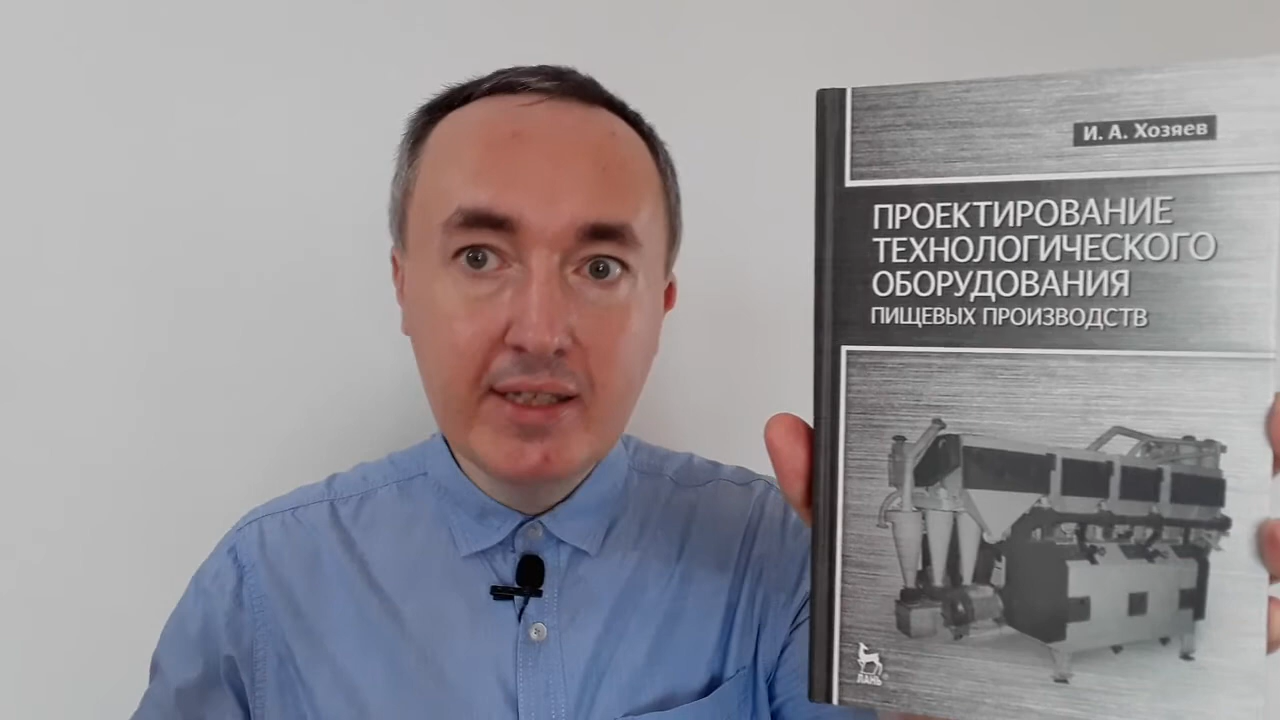 И. А. Хозяев
ПРОЕКТИРОВАНИЕ
ТЕХНОЛОГИЧЕСКОГО
ОБОРУДОВАНИЯ
ПИЩЕВЫХ ПРОИЗВОДСТВ
ЛАНЬ